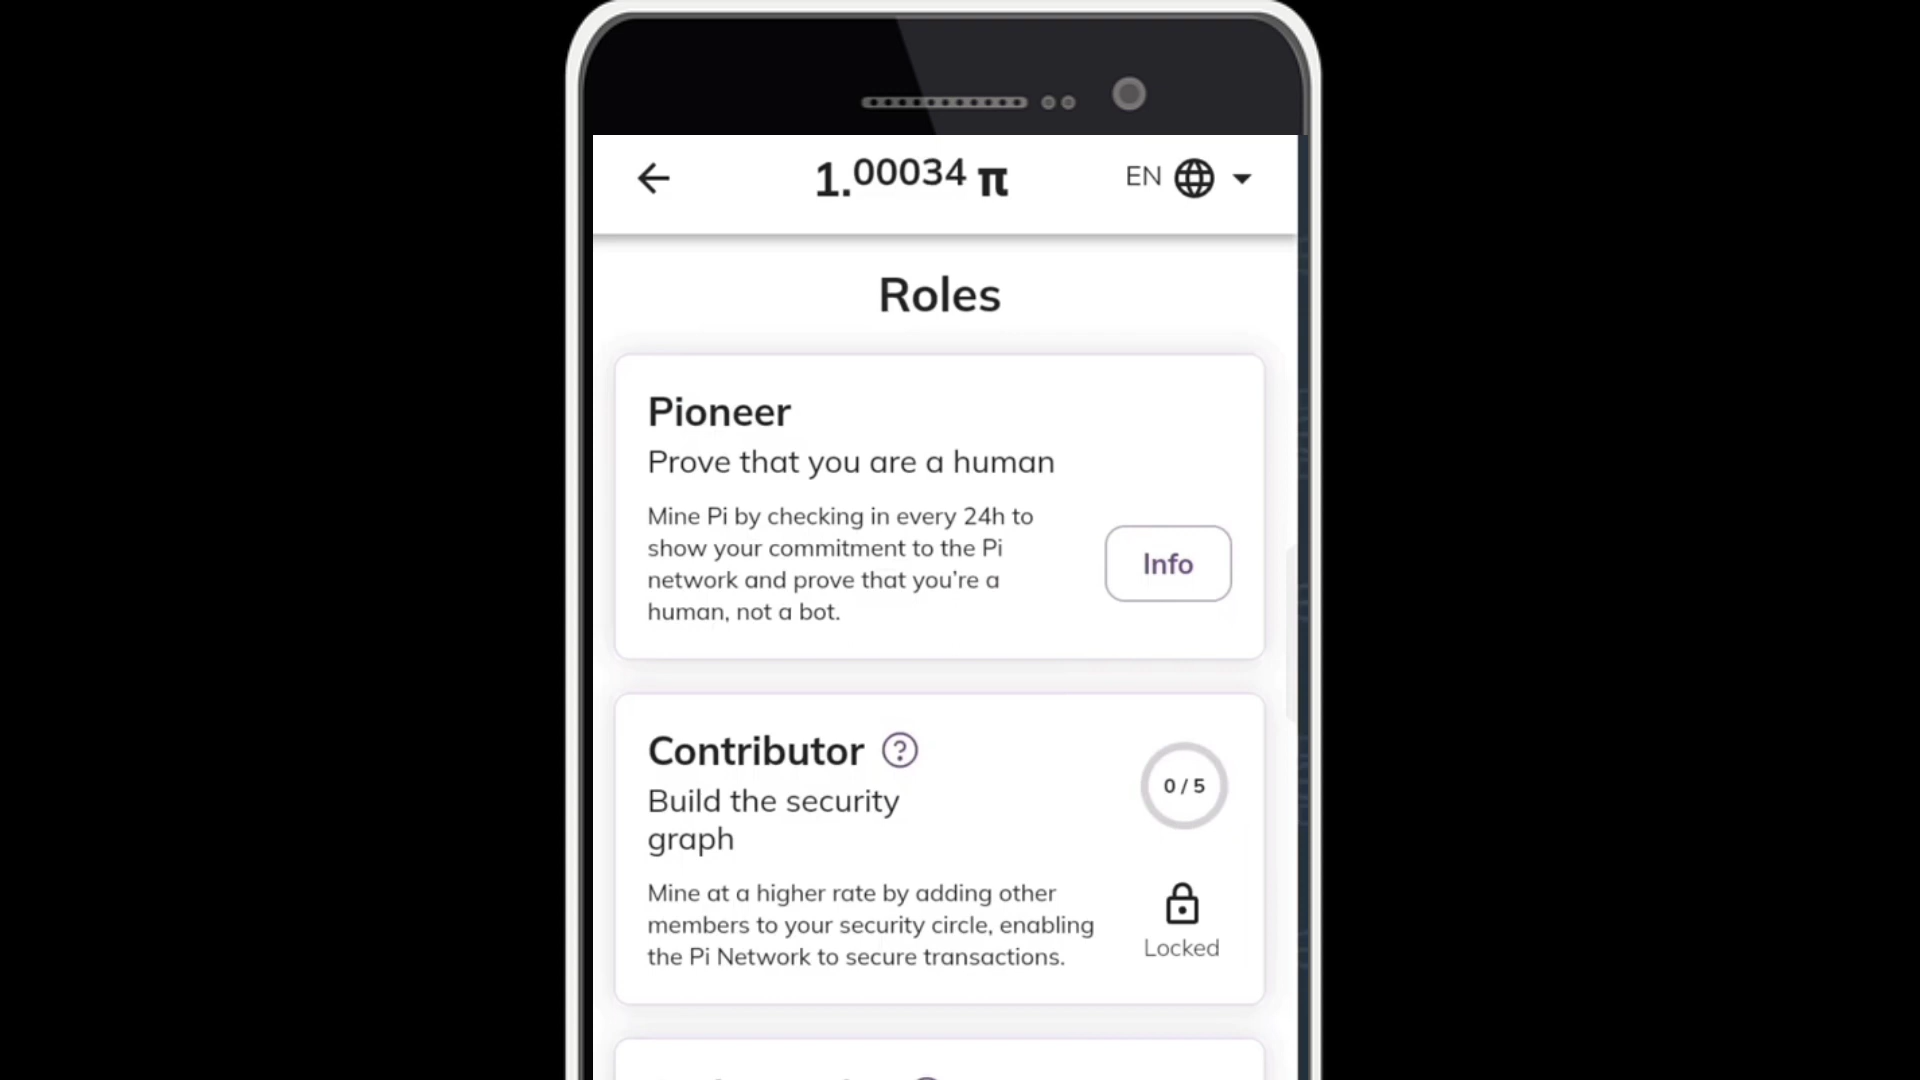 1.00034 π
EN
Roles
Pioneer
Prove that you are a human
Mine Pi by checking in every 24h to
show your commitment to the Pi
network and prove that you’re a
human, not a bot.
Info
Contributor ?
0 / 5
Build the security
graph
Mine at a higher rate by adding other
members to your security circle, enabling
the Pi Network to secure transactions.
Locked